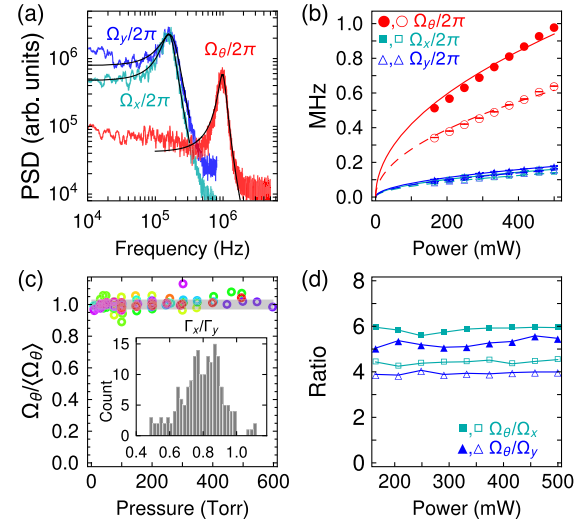 (a)
Ω_y/2π
Ω_θ/2π
Ω_x/2π
PSD (arb. units)
10^6
10^5
10^4
10^4 10^5 10^6
Frequency (Hz)
(b)
●,○ Ω_θ/2π
■,□ Ω_x/2π
△,△ Ω_y/2π
MHz
1.0
0.8
0.6
0.4
0.2
0.0
0 200 400
Power (mW)
(c)
Ω_θ/⟨Ω_θ⟩
1.0
0.8
0.6
0.4
0.2
0.0
0 200 400 600
Pressure (Torr)
Γ_x/Γ_y
Count
15
10
5
0
0.4 0.6 0.8 1.0
(d)
Ratio
8
6
4
2
0
200 300 400 500
Power (mW)
■,□ Ω_θ/Ω_x
▲,△ Ω_θ/Ω_y